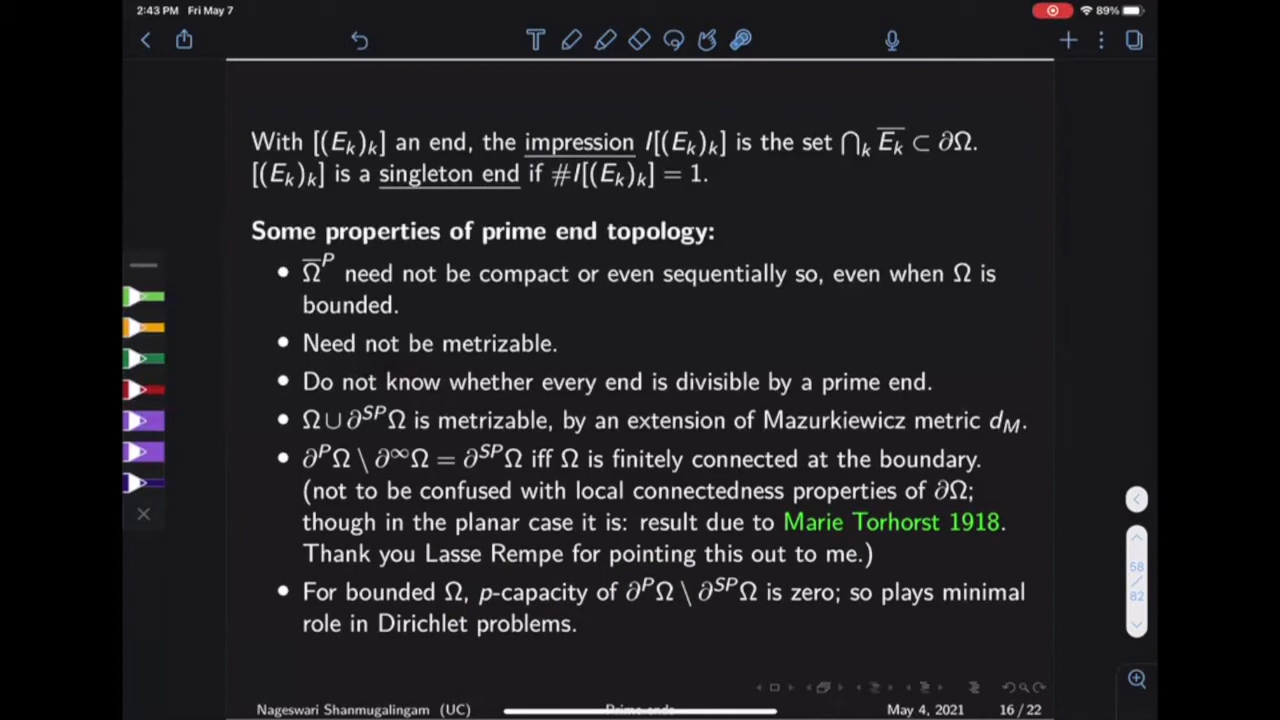 2:43 PM Fri May 7
89%
With [(E_k)_k] an end, the impression I[(E_k)_k] is the set ⋂_k \overline{E_k} ⊂ ∂Ω.
[(E_k)_k] is a singleton end if #I[(E_k)_k] = 1.
Some properties of prime end topology:
• \overline{Ω}^P need not be compact or even sequentially so, even when Ω is
bounded.
• Need not be metrizable.
• Do not know whether every end is divisible by a prime end.
• Ω ∪ ∂^{SP}Ω is metrizable, by an extension of Mazurkiewicz metric d_M.
• ∂^PΩ \ ∂^∞Ω = ∂^{SP}Ω iff Ω is finitely connected at the boundary.
(not to be confused with local connectedness properties of ∂Ω;
though in the planar case it is: result due to Marie Torhorst 1918.
Thank you Lasse Rempe for pointing this out to me.)
• For bounded Ω, p-capacity of ∂^PΩ \ ∂^{SP}Ω is zero; so plays minimal
role in Dirichlet problems.
58
/
82
Nageswari Shanmugalingam (UC) Prime ends May 4, 2021 16 / 22